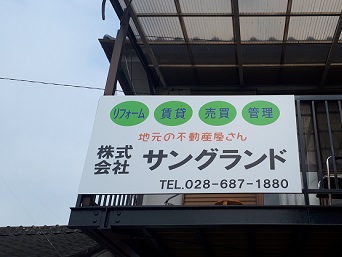 リフォーム 賃貸 売買 管理
地元の不動産屋さん
株式会社 サングランド
TEL.028-687-1880